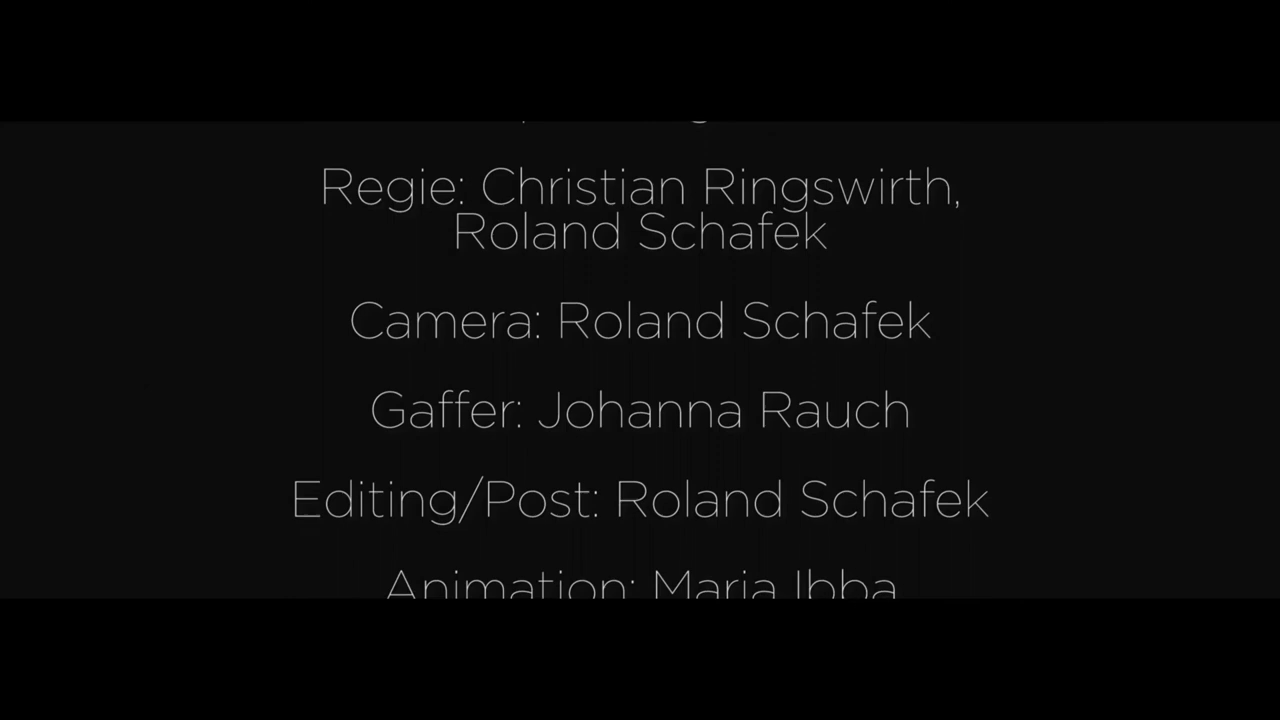 Regie: Christian Ringswirth,
Roland Schafek
Camera: Roland Schafek
Gaffer: Johanna Rauch
Editing/Post: Roland Schafek
Animation: Maria Ibba